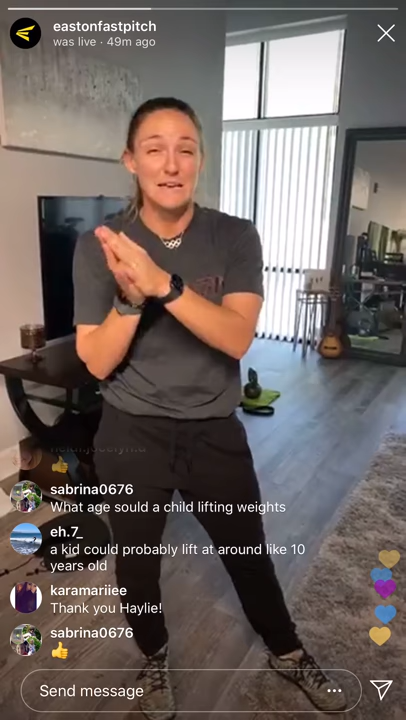 eastonfastpitch
was live · 49m ago
👍
sabrina0676
What age sould a child lifting weights
eh.7_
a kid could probably lift at around like 10
years old
karamariiee
Thank you Haylie!
sabrina0676
👍
Send message